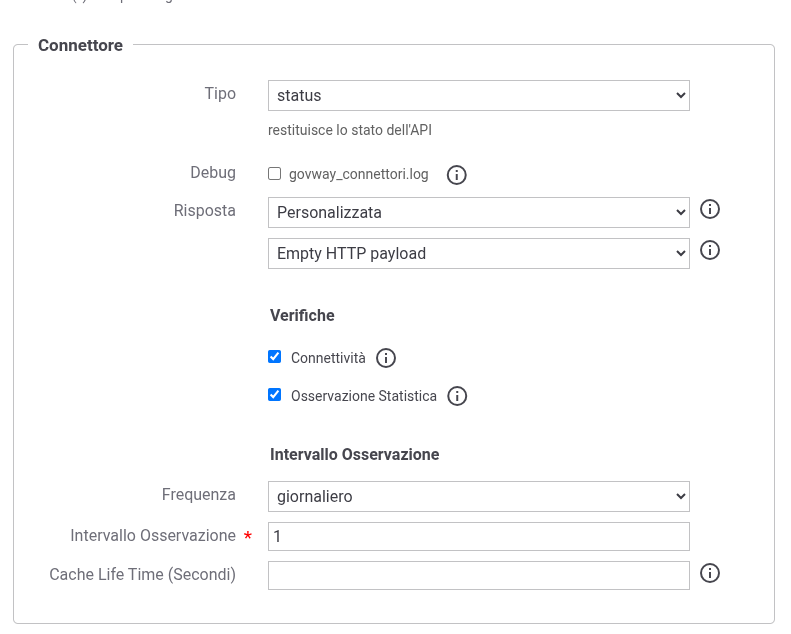 Connettore
Tipo status
restituisce lo stato dell'API
Debug govway_connettori.log
Risposta Personalizzata
Empty HTTP payload
Verifiche
Connettività
Osservazione Statistica
Intervallo Osservazione
Frequenza giornaliero
Intervallo Osservazione * 1
Cache Life Time (Secondi)